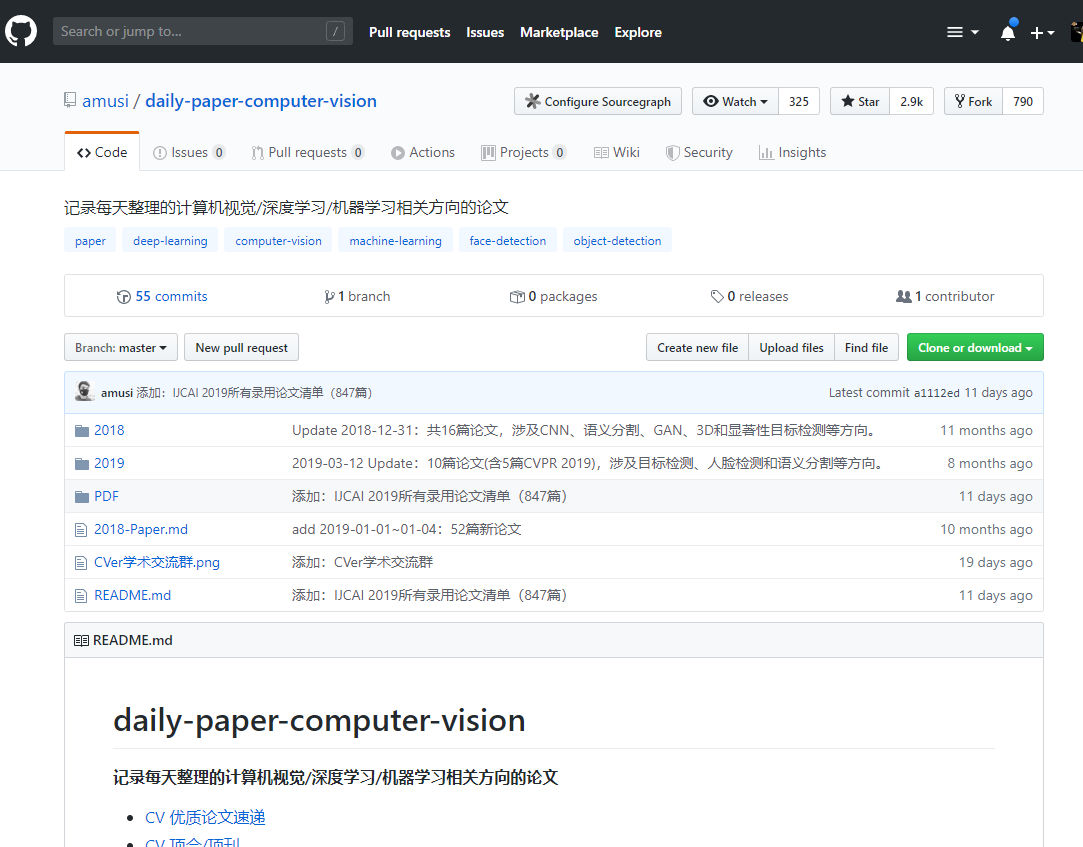 Search or jump to... / Pull requests Issues Marketplace Explore
amusi / daily-paper-computer-vision Configure Sourcegraph Watch 325 Star 2.9k Fork 790
Code Issues 0 Pull requests 0 Actions Projects 0 Wiki Security Insights
记录每天整理的计算机视觉/深度学习/机器学习相关方向的论文
paper deep-learning computer-vision machine-learning face-detection object-detection
55 commits 1 branch 0 packages 0 releases 1 contributor
Branch: master New pull request Create new file Upload files Find file Clone or download
amusi 添加：IJCAI 2019所有录用论文清单（847篇） Latest commit a1112ed 11 days ago
2018 Update 2018-12-31：共16篇论文，涉及CNN、语义分割、GAN、3D和显著性目标检测等方向。 11 months ago
2019 2019-03-12 Update：10篇论文(含5篇CVPR 2019)，涉及目标检测、人脸检测和语义分割等方向。 8 months ago
PDF 添加：IJCAI 2019所有录用论文清单（847篇） 11 days ago
2018-Paper.md add 2019-01-01~01-04：52篇新论文 10 months ago
CVer学术交流群.png 添加：CVer学术交流群 19 days ago
README.md 添加：IJCAI 2019所有录用论文清单（847篇） 11 days ago
README.md
daily-paper-computer-vision
记录每天整理的计算机视觉/深度学习/机器学习相关方向的论文
CV 优质论文速递
CV 顶会/顶刊